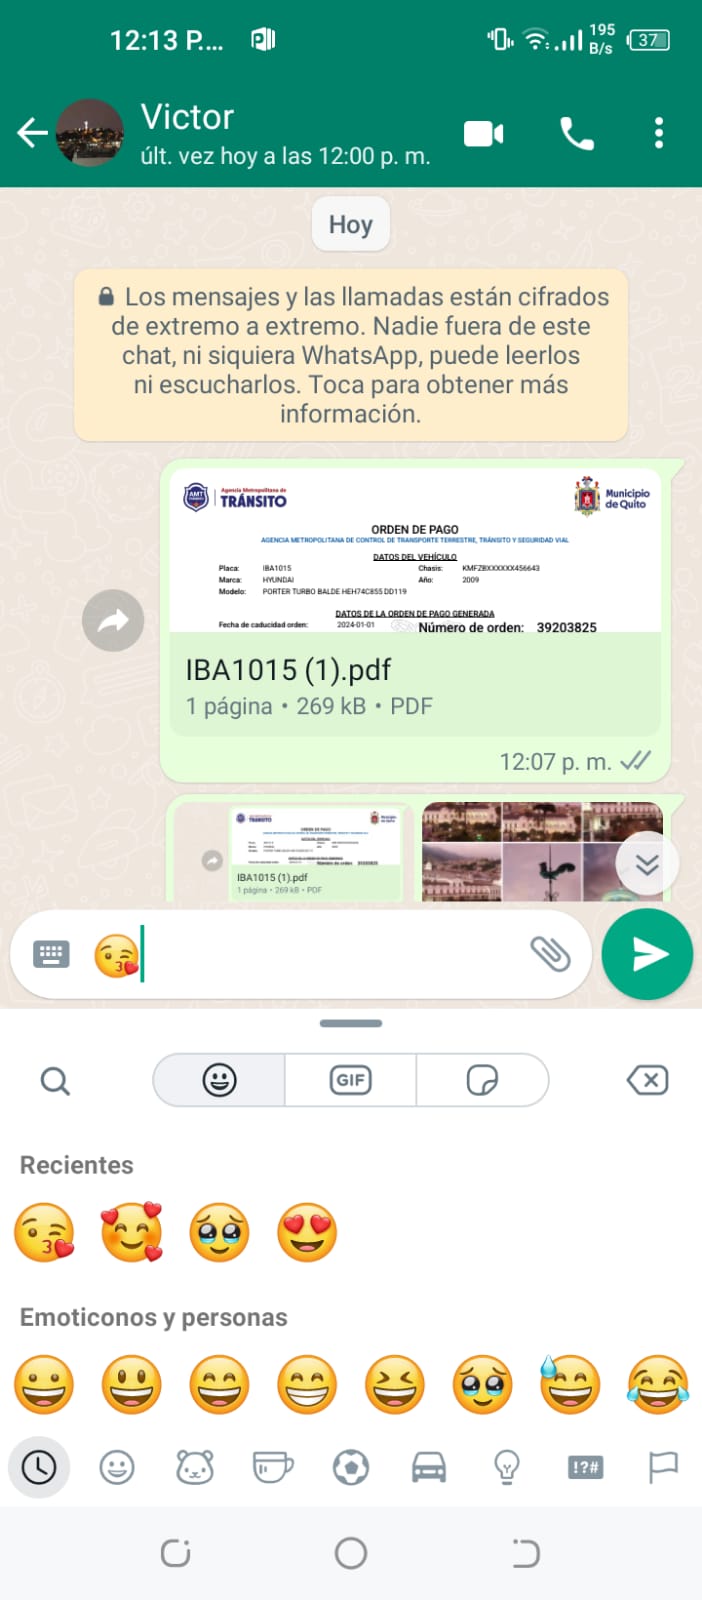 12:13 P....
195
B/s
37
Victor
últ. vez hoy a las 12:00 p. m.
Hoy
Los mensajes y las llamadas están cifrados
de extremo a extremo. Nadie fuera de este
chat, ni siquiera WhatsApp, puede leerlos
ni escucharlos. Toca para obtener más
información.
AMT
Agencia Metropolitana de
TRÁNSITO
Municipio
de Quito
ORDEN DE PAGO
AGENCIA METROPOLITANA DE CONTROL DE TRANSPORTE TERRESTRE, TRÁNSITO Y SEGURIDAD VIAL
DATOS DEL VEHÍCULO
Placa: IBA1015 Chasis: KMFZBXXXXXX456643
Marca: HYUNDAI Año: 2009
Modelo: PORTER TURBO BALDE HEH74C855 DD119
DATOS DE LA ORDEN DE PAGO GENERADA
Fecha de caducidad orden: 2024-01-01 Número de orden: 39203825
IBA1015 (1).pdf
1 página • 269 kB • PDF
12:07 p. m.
TRÁNSITO
ORDEN DE PAGO
39203825
IBA1015 (1).pdf
1 página • 269 kB • PDF
GIF
Recientes
Emoticonos y personas
!?#